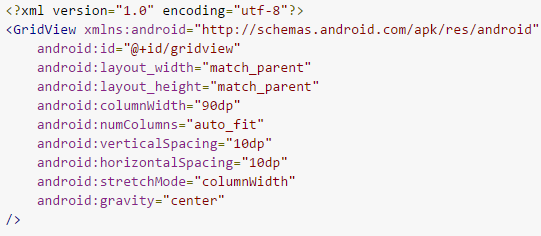 <?xml version="1.0" encoding="utf-8"?>
<GridView xmlns:android="http://schemas.android.com/apk/res/android"
    android:id="@+id/gridview"
    android:layout_width="match_parent"
    android:layout_height="match_parent"
    android:columnWidth="90dp"
    android:numColumns="auto_fit"
    android:verticalSpacing="10dp"
    android:horizontalSpacing="10dp"
    android:stretchMode="columnWidth"
    android:gravity="center"
/>